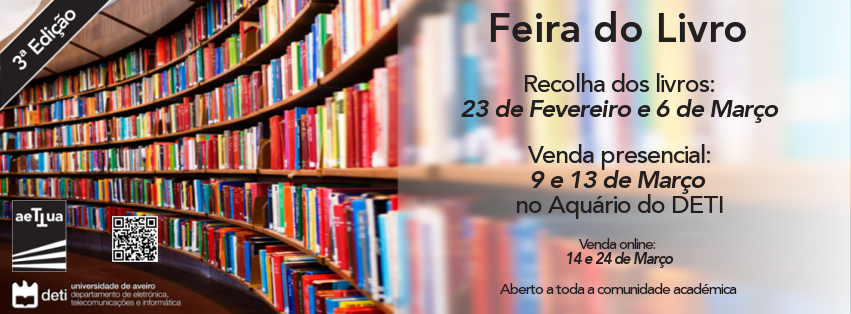 3ª Edição
Feira do Livro
Recolha dos livros:
23 de Fevereiro e 6 de Março
Venda presencial:
9 e 13 de Março
no Aquário do DETI
Venda online:
14 e 24 de Março
Aberto a toda a comunidade académica
aeTTua
deti
universidade de aveiro
departamento de eletrónica,
telecomunicações e informática